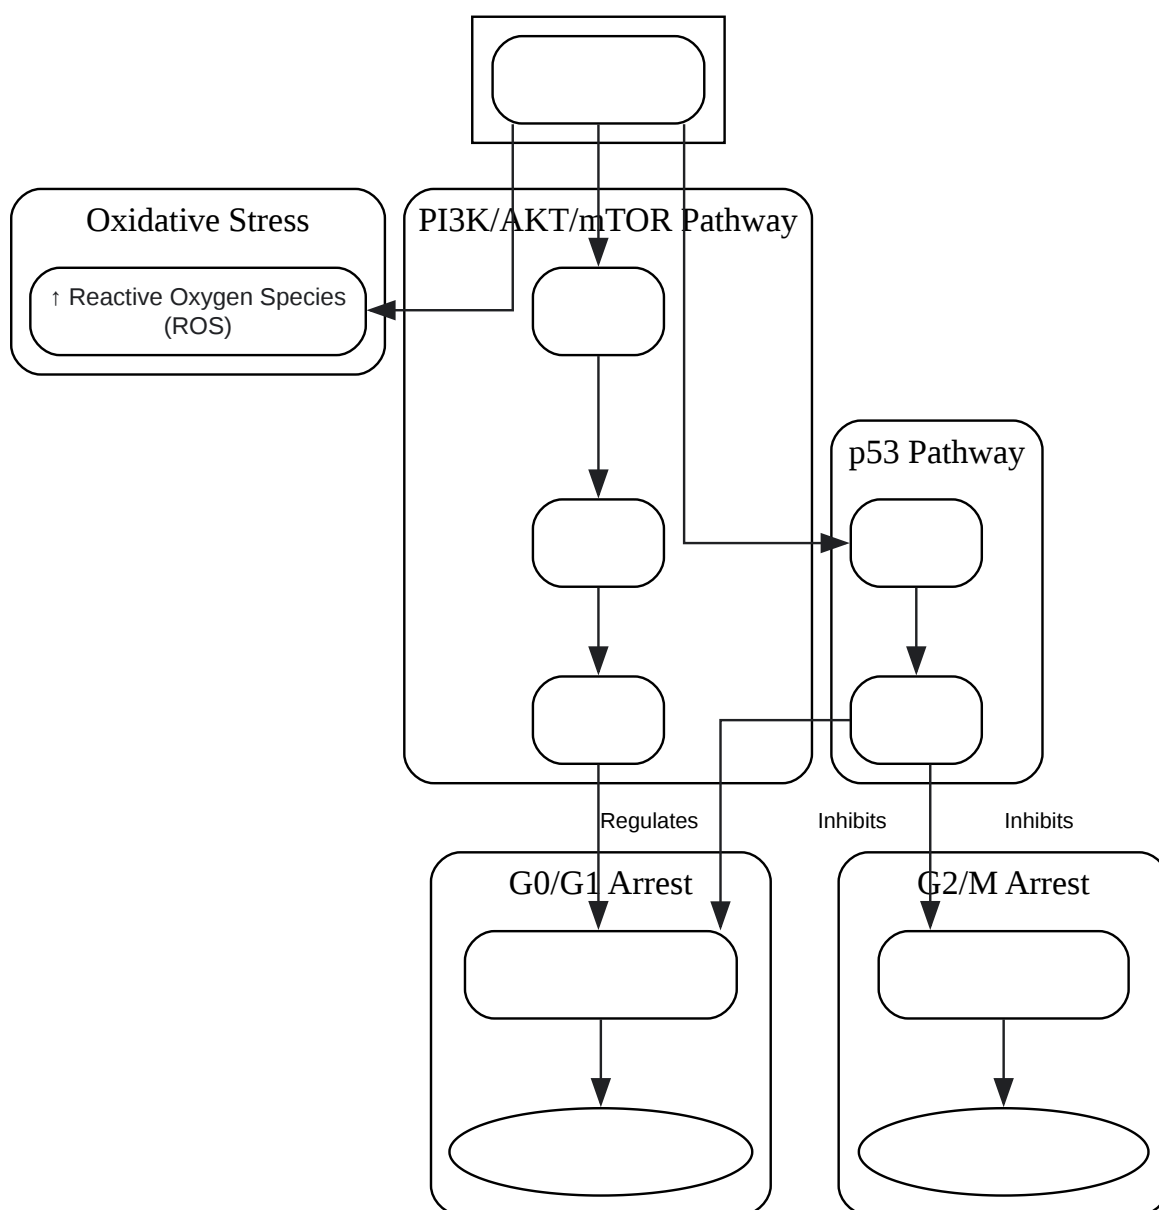 Oxidative Stress
PI3K/AKT/mTOR Pathway
↑ Reactive Oxygen Species
(ROS)
p53 Pathway
Regulates
Inhibits
Inhibits
G0/G1 Arrest
G2/M Arrest